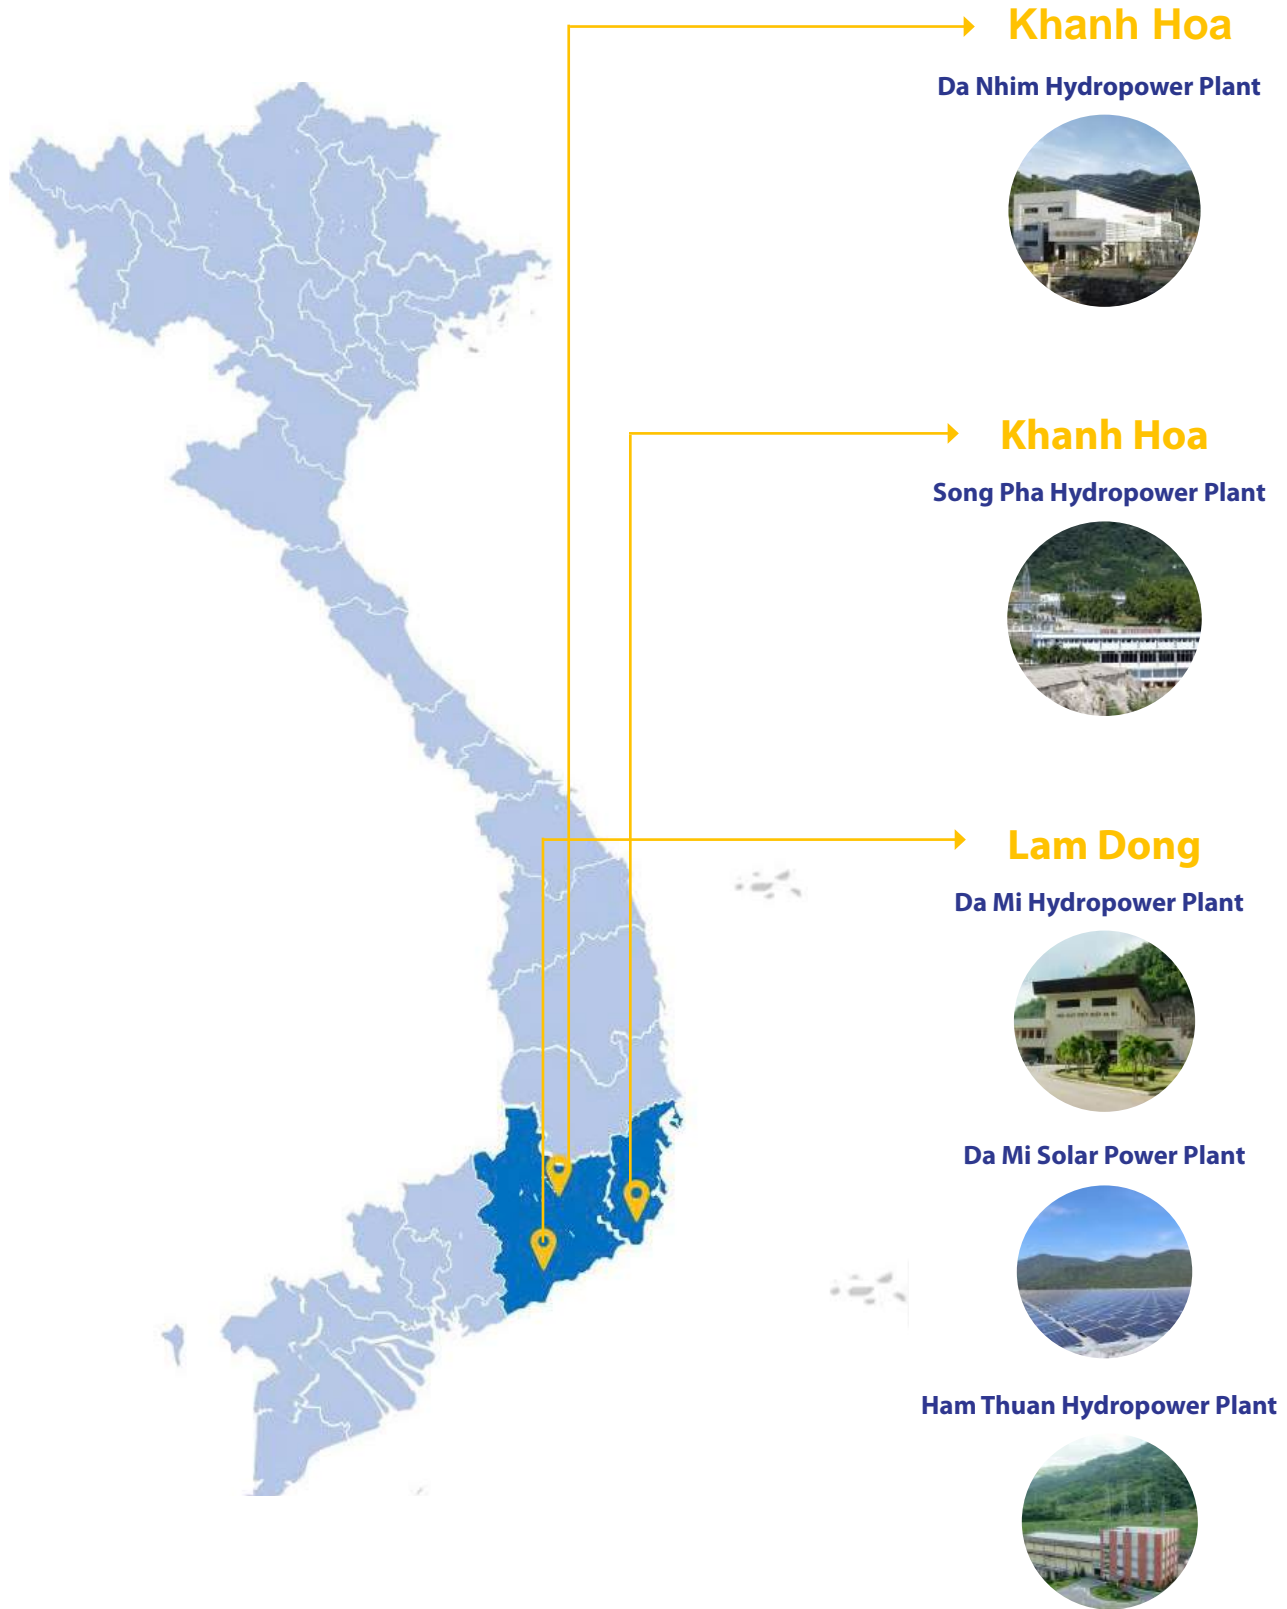 Khanh Hoa
Da Nhim Hydropower Plant
Khanh Hoa
Song Pha Hydropower Plant
Lam Dong
Da Mi Hydropower Plant
Da Mi Solar Power Plant
Ham Thuan Hydropower Plant